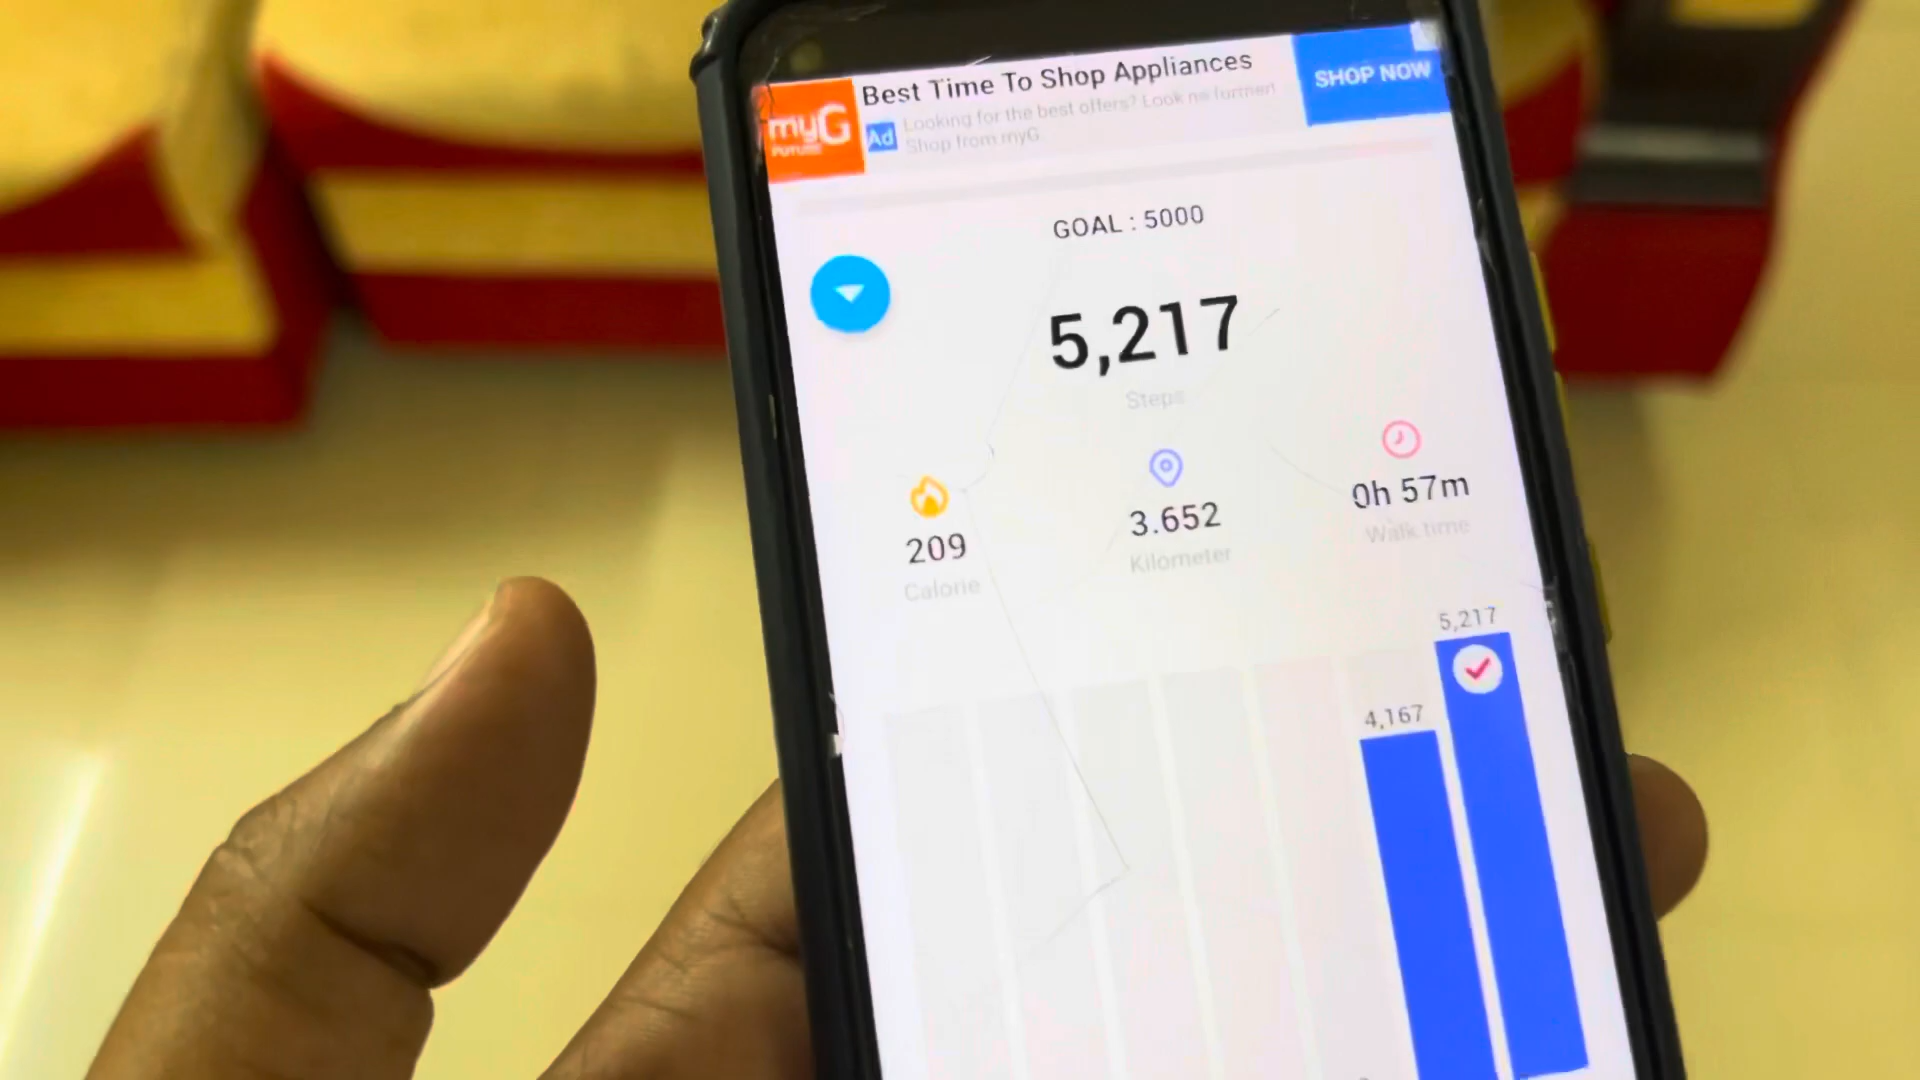 myG
FUTURE
Best Time To Shop Appliances
Ad
Looking for the best offers? Look no further!
Shop from myG.
SHOP NOW
GOAL : 5000
5,217
Steps
209
Calorie
3.652
Kilometer
0h 57m
Walk time
5,217
4,167